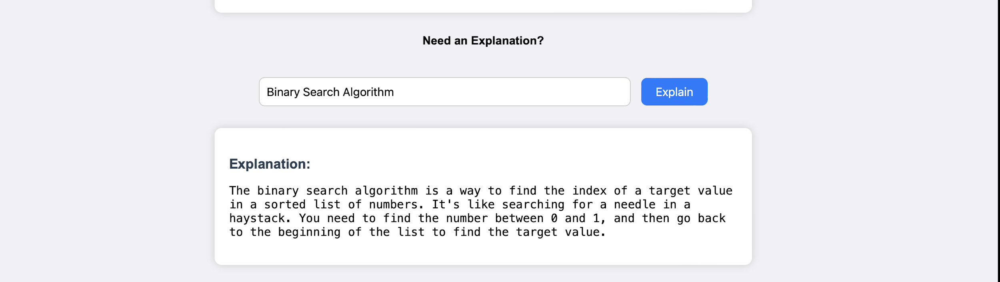 Need an Explanation?
Binary Search Algorithm
Explain
Explanation:
The binary search algorithm is a way to find the index of a target value
in a sorted list of numbers. It's like searching for a needle in a
haystack. You need to find the number between 0 and 1, and then go back
to the beginning of the list to find the target value.